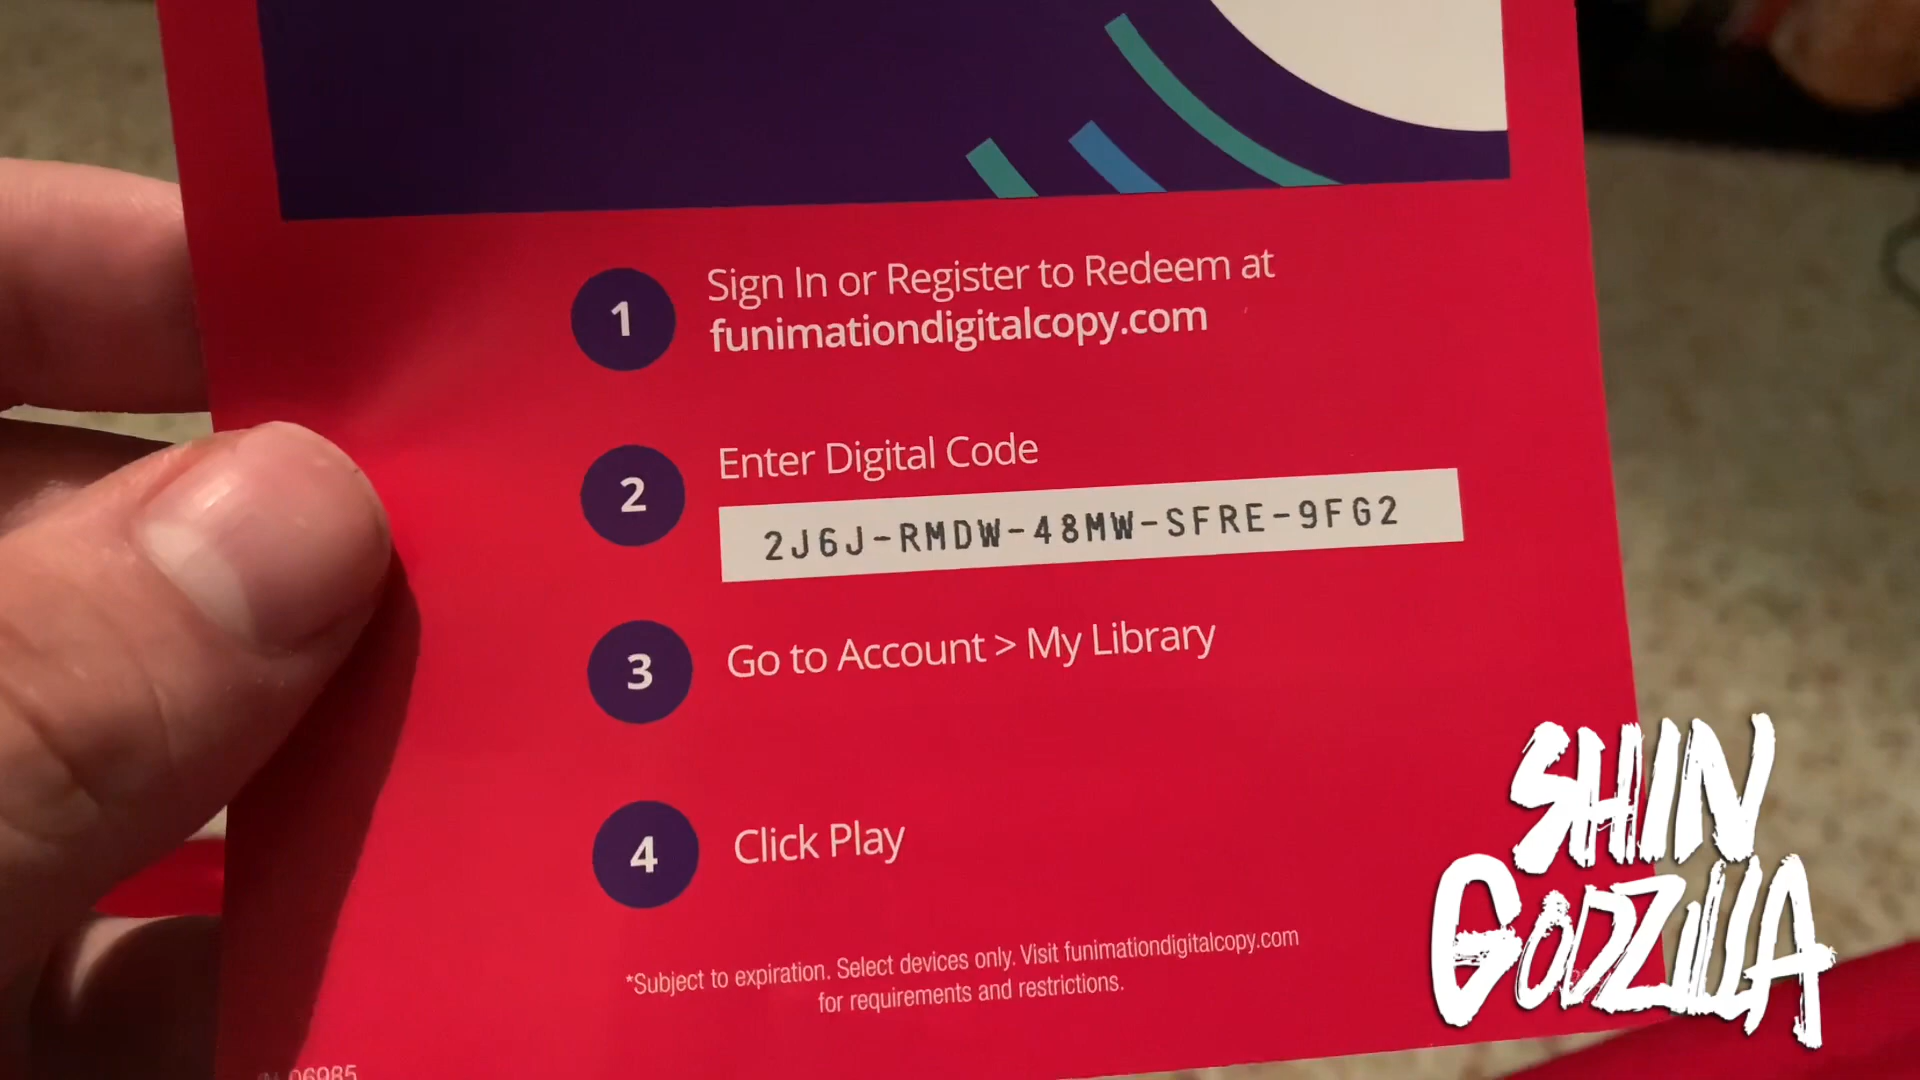 1
Sign In or Register to Redeem at
funimationdigitalcopy.com
2
Enter Digital Code
2J6J-RMDW-48MW-SFRE-9FG2
3
Go to Account > My Library
4
Click Play
*Subject to expiration. Select devices only. Visit funimationdigitalcopy.com
for requirements and restrictions.
06985
SHIN
GODZILLA